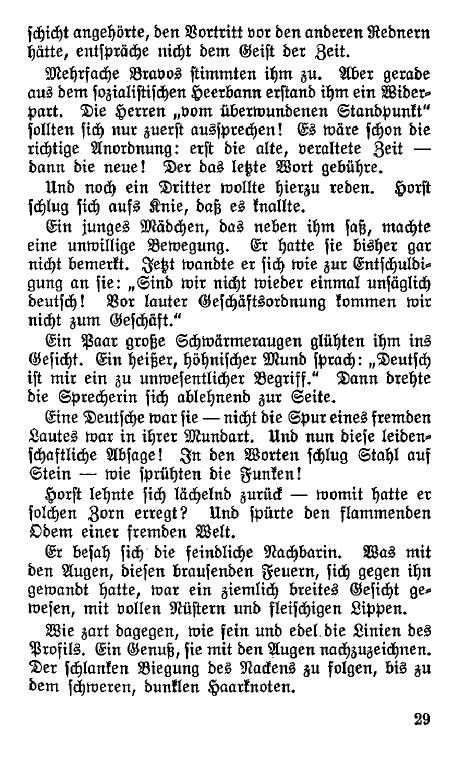 schicht angehörte, den Vortritt vor den anderen Rednern
hätte, entspräche nicht dem Geist der Zeit.
Mehrfache Bravos stimmten ihm zu. Aber gerade
aus dem sozialistischen Heerbann erstand ihm ein Wider-
part. Die Herren „vom überwundenen Standpunkt“
sollten sich nur zuerst aussprechen! Es wäre schon die
richtige Anordnung: erst die alte, veraltete Zeit —
dann die neue! Der das letzte Wort gebühre.
Und noch ein Dritter wollte hierzu reden. Horst
schlug sich aufs Knie, daß es knallte.
Ein junges Mädchen, das neben ihm saß, machte
eine unwillige Bewegung. Er hatte sie bisher gar
nicht bemerkt. Jetzt wandte er sich wie zur Entschuldi-
gung an sie: „Sind wir nicht wieder einmal unsäglich
deutsch! Vor lauter Geschäftsordnung kommen wir
nicht zum Geschäft.“
Ein Paar große Schwärmeraugen glühten ihm ins
Gesicht. Ein heißer, höhnischer Mund sprach: „Deutsch
ist mir ein zu unwesentlicher Begriff.“ Dann drehte
die Sprecherin sich ablehnend zur Seite.
Eine Deutsche war sie — nicht die Spur eines fremden
Lautes war in ihrer Mundart. Und nun diese leiden-
schaftliche Absage! In den Worten schlug Stahl auf
Stein — wie sprühten die Funken!
Horst lehnte sich lächelnd zurück — womit hatte er
solchen Zorn erregt? Und spürte den flammenden
Odem einer fremden Welt.
Er besah sich die feindliche Nachbarin. Was mit
den Augen, diesen brausenden Feuern, sich gegen ihn
gewandt hatte, war ein ziemlich breites Gesicht ge-
wesen, mit vollen Nüstern und fleischigen Lippen.
Wie zart dagegen, wie fein und edel die Linien des
Profils. Ein Genuß, sie mit den Augen nachzuzeichnen.
Der schlanken Biegung des Nackens zu folgen, bis zu
dem schweren, dunklen Haarknoten.
29